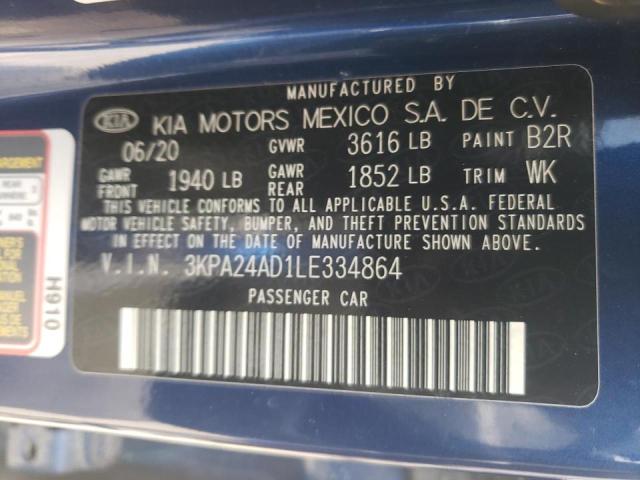 MANUFACTURED BY
KIA KIA MOTORS MEXICO S.A. DE C.V.
06/20 GVWR 3616 LB PAINT B2R
GAWR FRONT 1940 LB GAWR REAR 1852 LB TRIM WK
THIS VEHICLE CONFORMS TO ALL APPLICABLE U.S.A. FEDERAL
MOTOR VEHICLE SAFETY, BUMPER, AND THEFT PREVENTION STANDARDS
IN EFFECT ON THE DATE OF MANUFACTURE SHOWN ABOVE.
V.I.N. 3KPA24AD1LE334864
PASSENGER CAR
H910
REAR